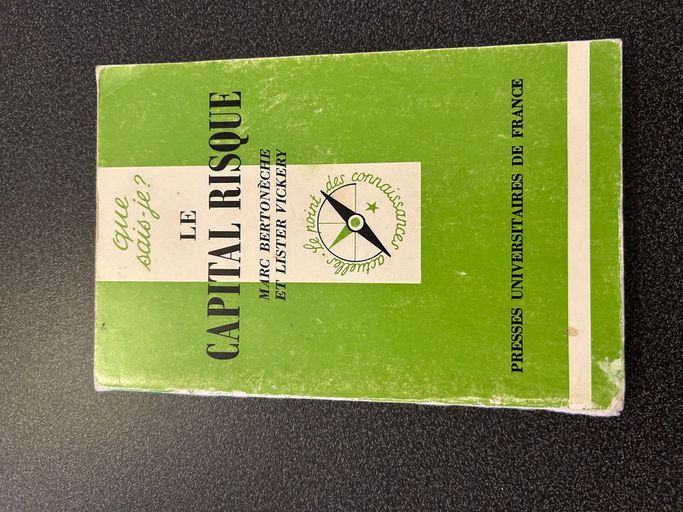 que
sais-je?
LE
CAPITAL RISQUE
MARC BERTONÈCHE
ET LISTER VICKERY
le point des connaissances actuelles
PRESSES UNIVERSITAIRES DE FRANCE